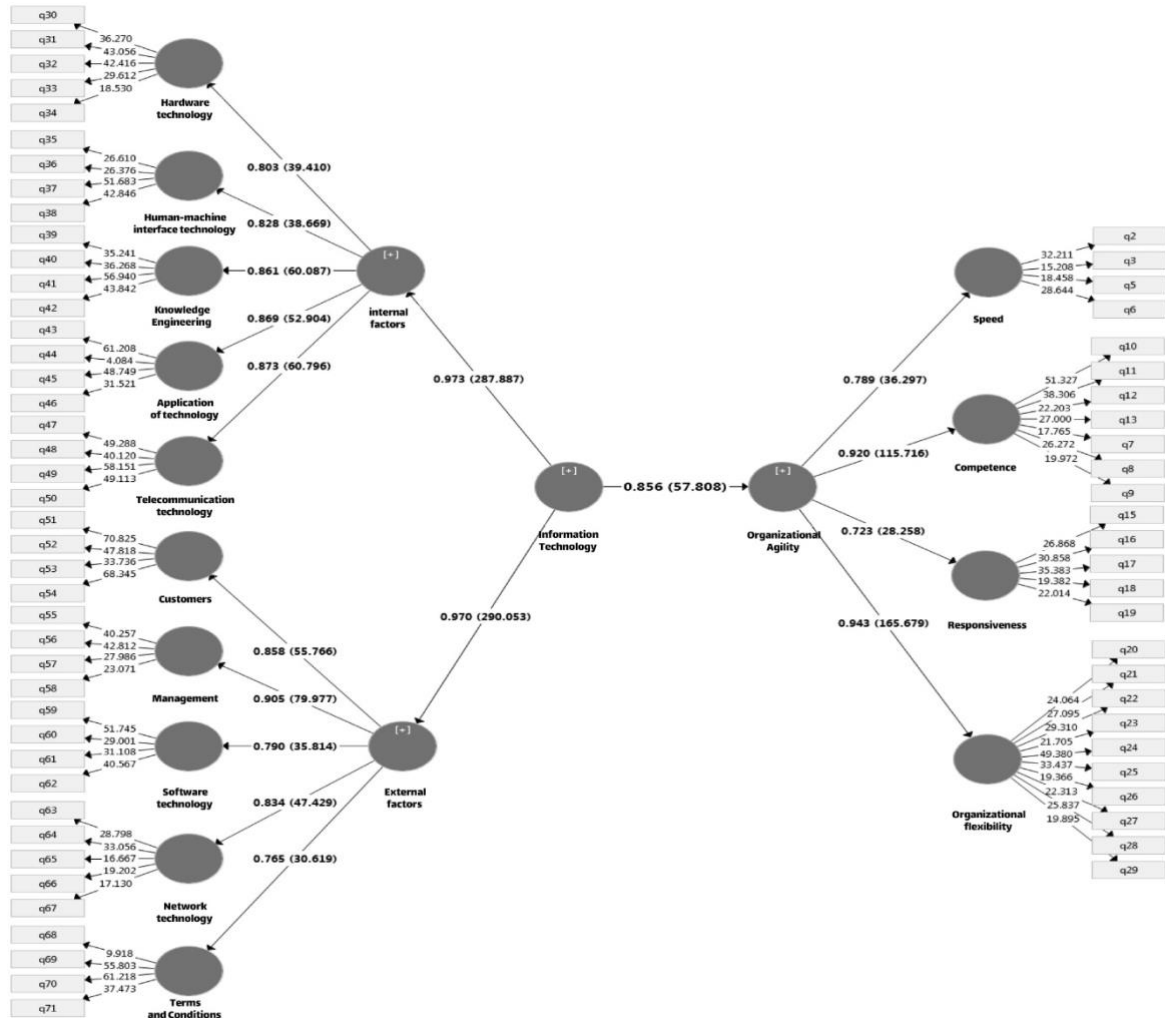 q30
q31
q32
q33
q34
36.270
43.056
42.416
29.612
18.530
Hardware
technology
q35
q36
q37
q38
26.610
26.376
51.683
42.846
Human-machine
interface technology
q39
q40
q41
q42
35.241
36.268
56.940
43.842
Knowledge
Engineering
q43
q44
q45
q46
61.208
4.084
48.749
31.521
Application
of technology
q47
q48
q49
q50
49.288
40.120
58.151
49.113
Telecommunication
technology
0.803 (39.410)
0.828 (38.669)
0.861 (60.087)
0.869 (52.904)
0.873 (60.796)
[+]
internal
factors
0.973 (287.887)
q51
q52
q53
q54
70.825
47.818
33.736
68.345
Customers
q55
q56
q57
q58
40.257
42.812
27.986
23.071
Management
q59
q60
q61
q62
51.745
29.001
31.108
40.567
Software
technology
q63
q64
q65
q66
q67
28.798
33.056
16.667
19.202
17.130
Network
technology
q68
q69
q70
q71
9.918
55.803
61.218
37.473
Terms
and Conditions
0.858 (55.766)
0.905 (79.977)
0.790 (35.814)
0.834 (47.429)
0.765 (30.619)
[+]
External
factors
0.970 (290.053)
[+]
Information
Technology
0.856 (57.808)
[+]
Organizational
Agility
0.789 (36.297)
0.920 (115.716)
0.723 (28.258)
0.943 (165.679)
Speed
32.211
15.208
18.458
28.644
q2
q3
q5
q6
Competence
51.327
38.306
22.203
27.000
17.765
26.272
19.972
q10
q11
q12
q13
q7
q8
q9
Responsiveness
26.868
30.858
35.383
19.382
22.014
q15
q16
q17
q18
q19
Organizational
flexibility
24.064
27.095
29.310
21.705
49.380
33.437
19.366
22.313
25.837
19.895
q20
q21
q22
q23
q24
q25
q26
q27
q28
q29